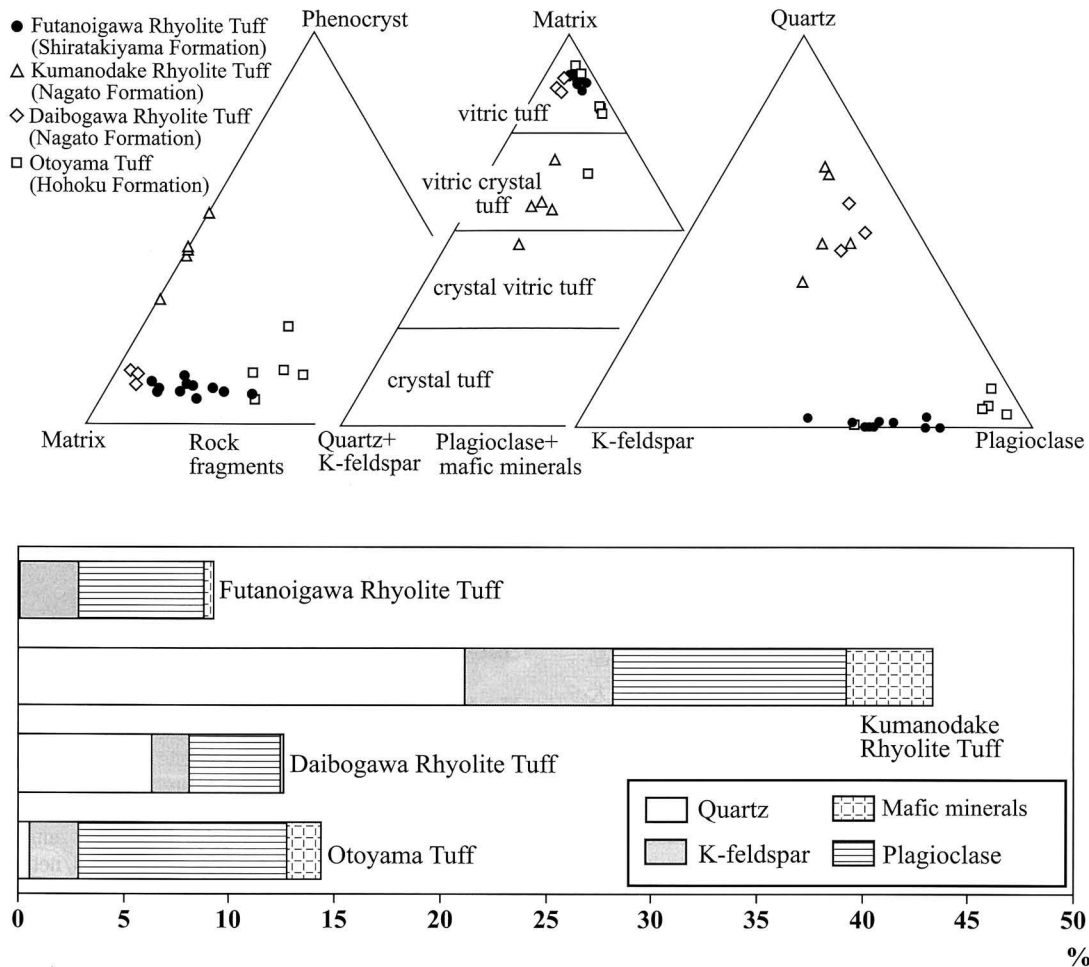 Futanoigawa Rhyolite Tuff
(Shiratakiyama Formation)
Kumanodake Rhyolite Tuff
(Nagato Formation)
Daibogawa Rhyolite Tuff
(Nagato Formation)
Otoyama Tuff
(Hohoku Formation)
Phenocryst
Matrix
Rock
fragments
Matrix
vitric tuff
vitric crystal
tuff
crystal vitric tuff
crystal tuff
Quartz+
K-feldspar
Plagioclase+
mafic minerals
Quartz
K-feldspar
Plagioclase
Futanoigawa Rhyolite Tuff
Kumanodake
Rhyolite Tuff
Daibogawa Rhyolite Tuff
Otoyama Tuff
Quartz
Mafic minerals
K-feldspar
Plagioclase
0 5 10 15 20 25 30 35 40 45 50
%